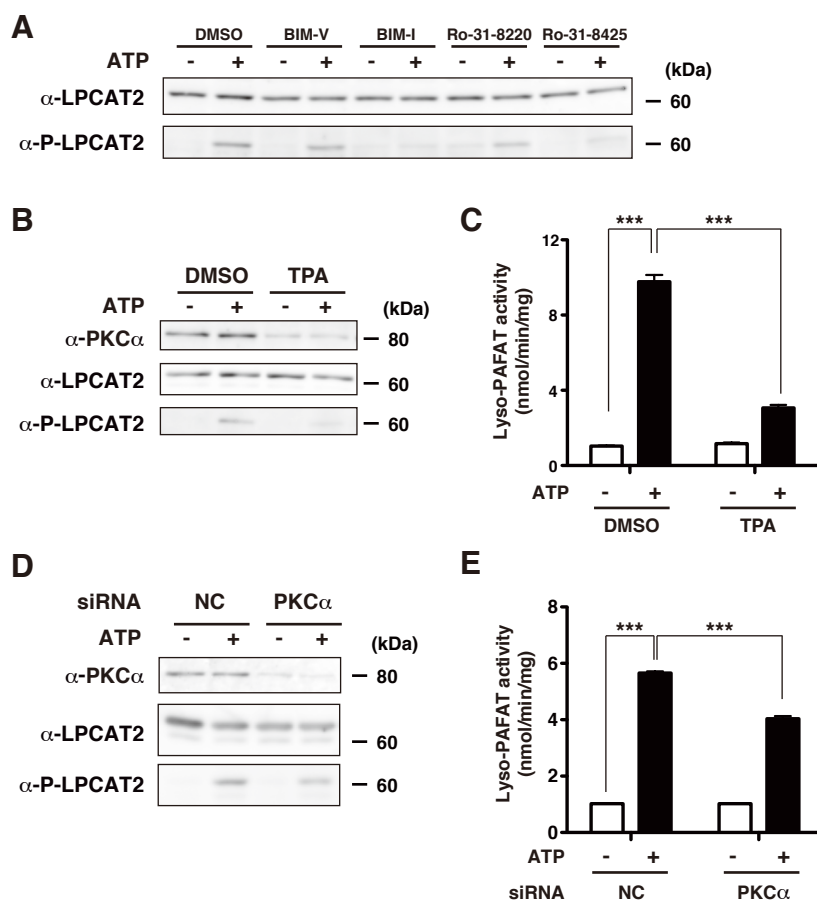 A
DMSO BIM-V BIM-I Ro-31-8220 Ro-31-8425
ATP - + - + - + - + - +
(kDa)
α-LPCAT2 60
α-P-LPCAT2 60
B
DMSO TPA
ATP - + - + (kDa)
α-PKCα 80
α-LPCAT2 60
α-P-LPCAT2 60
C
Lyso-PAFAT activity
(nmol/min/mg)
12
8
4
0
*** ***
ATP - + - +
DMSO TPA
D
siRNA NC PKCα
ATP - + - + (kDa)
α-PKCα 80
α-LPCAT2 60
α-P-LPCAT2 60
E
Lyso-PAFAT activity
(nmol/min/mg)
8
6
4
2
0
*** ***
ATP - + - +
siRNA NC PKCα